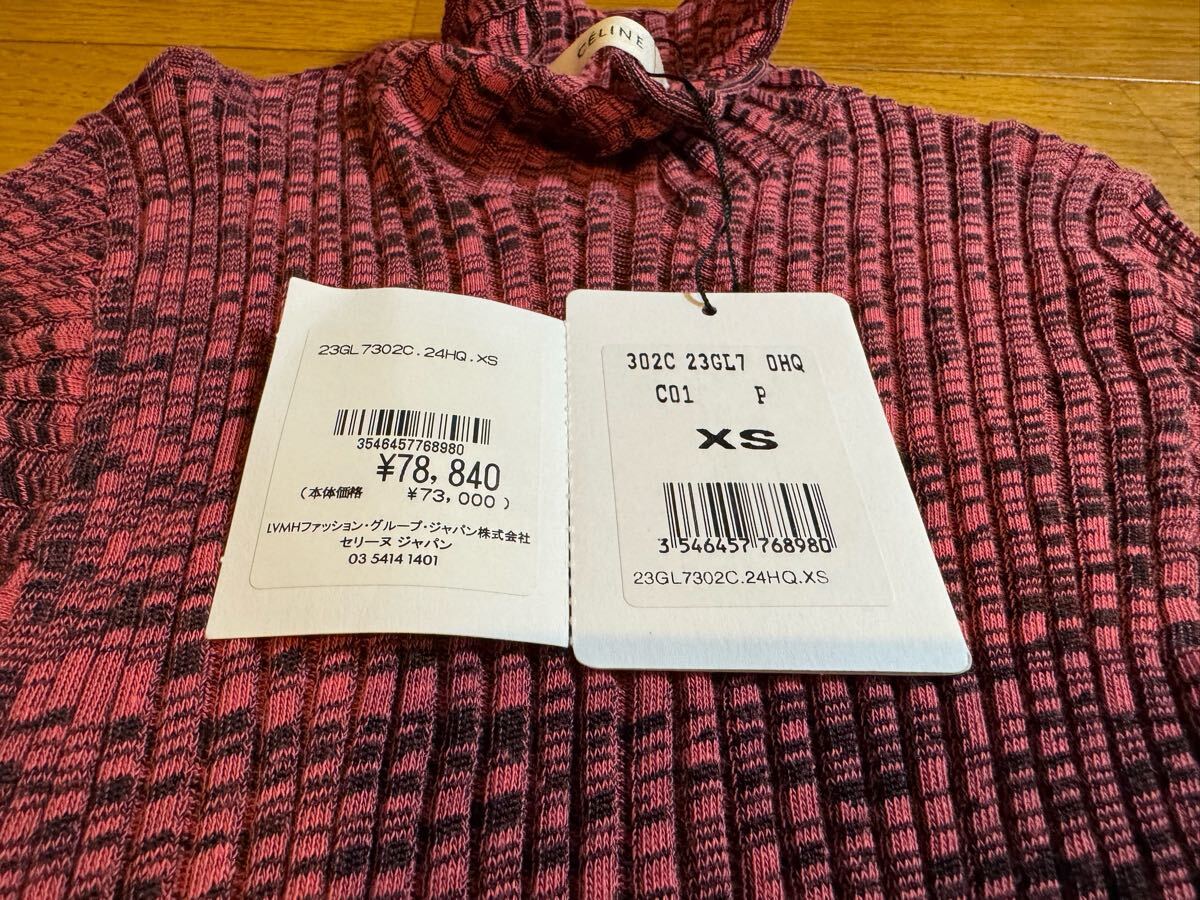 CÉLINE
23GL7302C.24HQ.XS
3546457768980
¥78,840
(本体価格 ¥73,000)
LVMHファッション・グループ・ジャパン株式会社
セリーヌ ジャパン
03 5414 1401
302C 23GL7 0HQ
C01 P
XS
3 546457 768980
23GL7302C.24HQ.XS